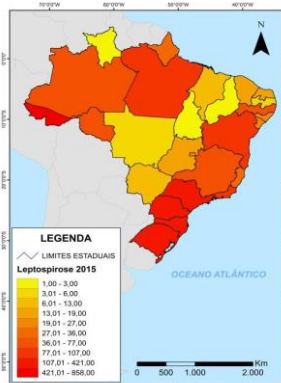 70°0'0"W 60°0'0"W 50°0'0"W 40°0'0"W
N
0°0'0"
10°0'0"S
20°0'0"S
30°0'0"S
LEGENDA
LIMITES ESTADUAIS
Leptospirose 2015
1,00 - 3,00
3,01 - 6,00
6,01 - 13,00
13,01 - 19,00
19,01 - 27,00
27,01 - 36,00
36,01 - 77,00
77,01 - 107,00
107,01 - 421,00
421,01 - 858,00
OCEANO ATLÂNTICO
Km
0 500 1.000 2.000